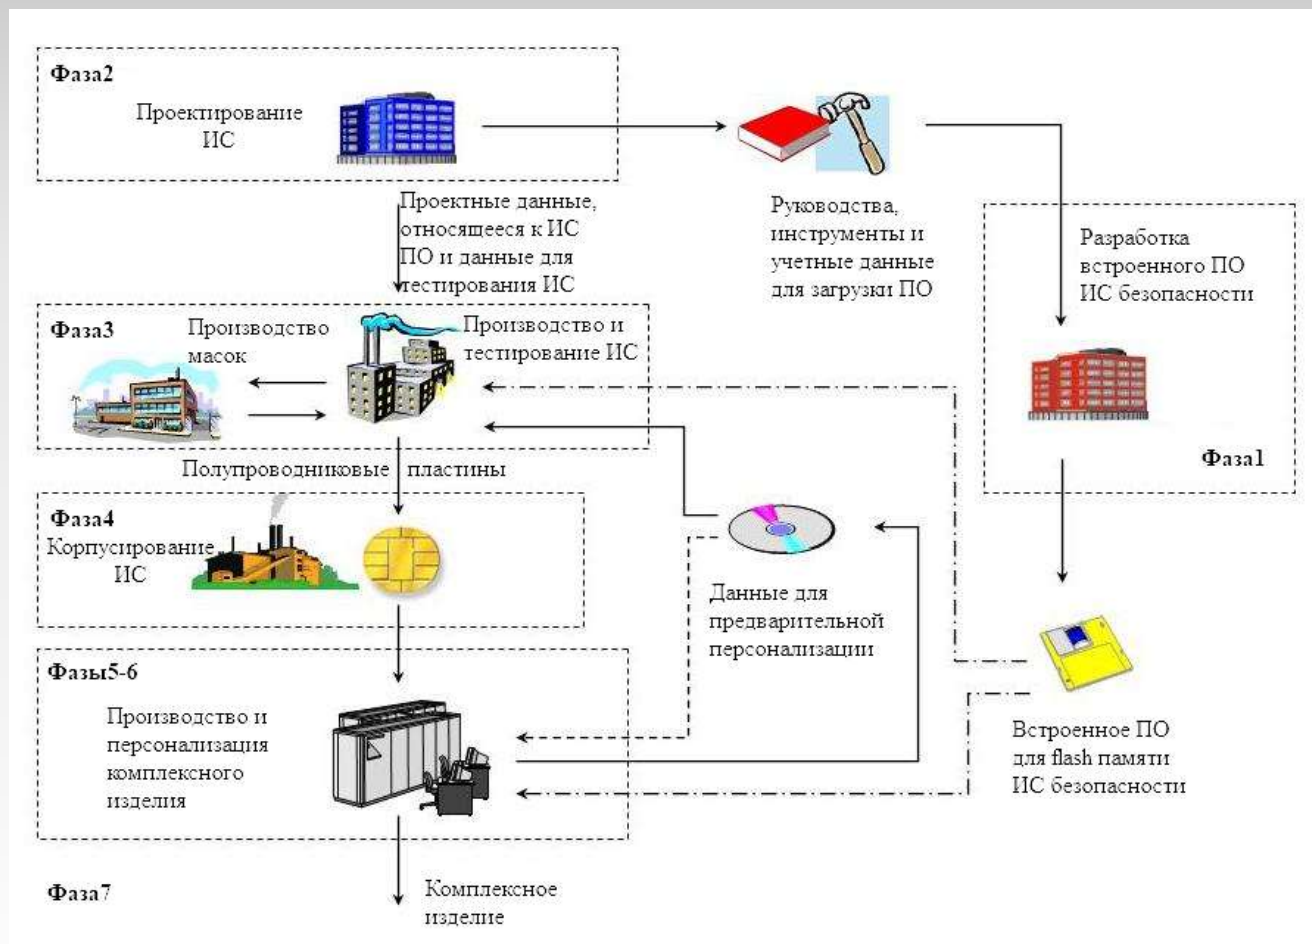 Фаза2
Проектирование
ИС
Проектные данные,
относящееся к ИС
ПО и данные для
тестирования ИС
Руководства,
инструменты и
учетные данные
для загрузки ПО
Разработка
встроенного ПО
ИС безопасности
Фаза1
Фаза3
Производство
масок
Производство и
тестирование ИС
Полупроводниковые пластины
Фаза4
Корпусирование
ИС
Данные для
предварительной
персонализации
Фазы5-6
Производство и
персонализация
комплексного
изделия
Встроенное ПО
для flash памяти
ИС безопасности
Фаза7
Комплексное
изделие